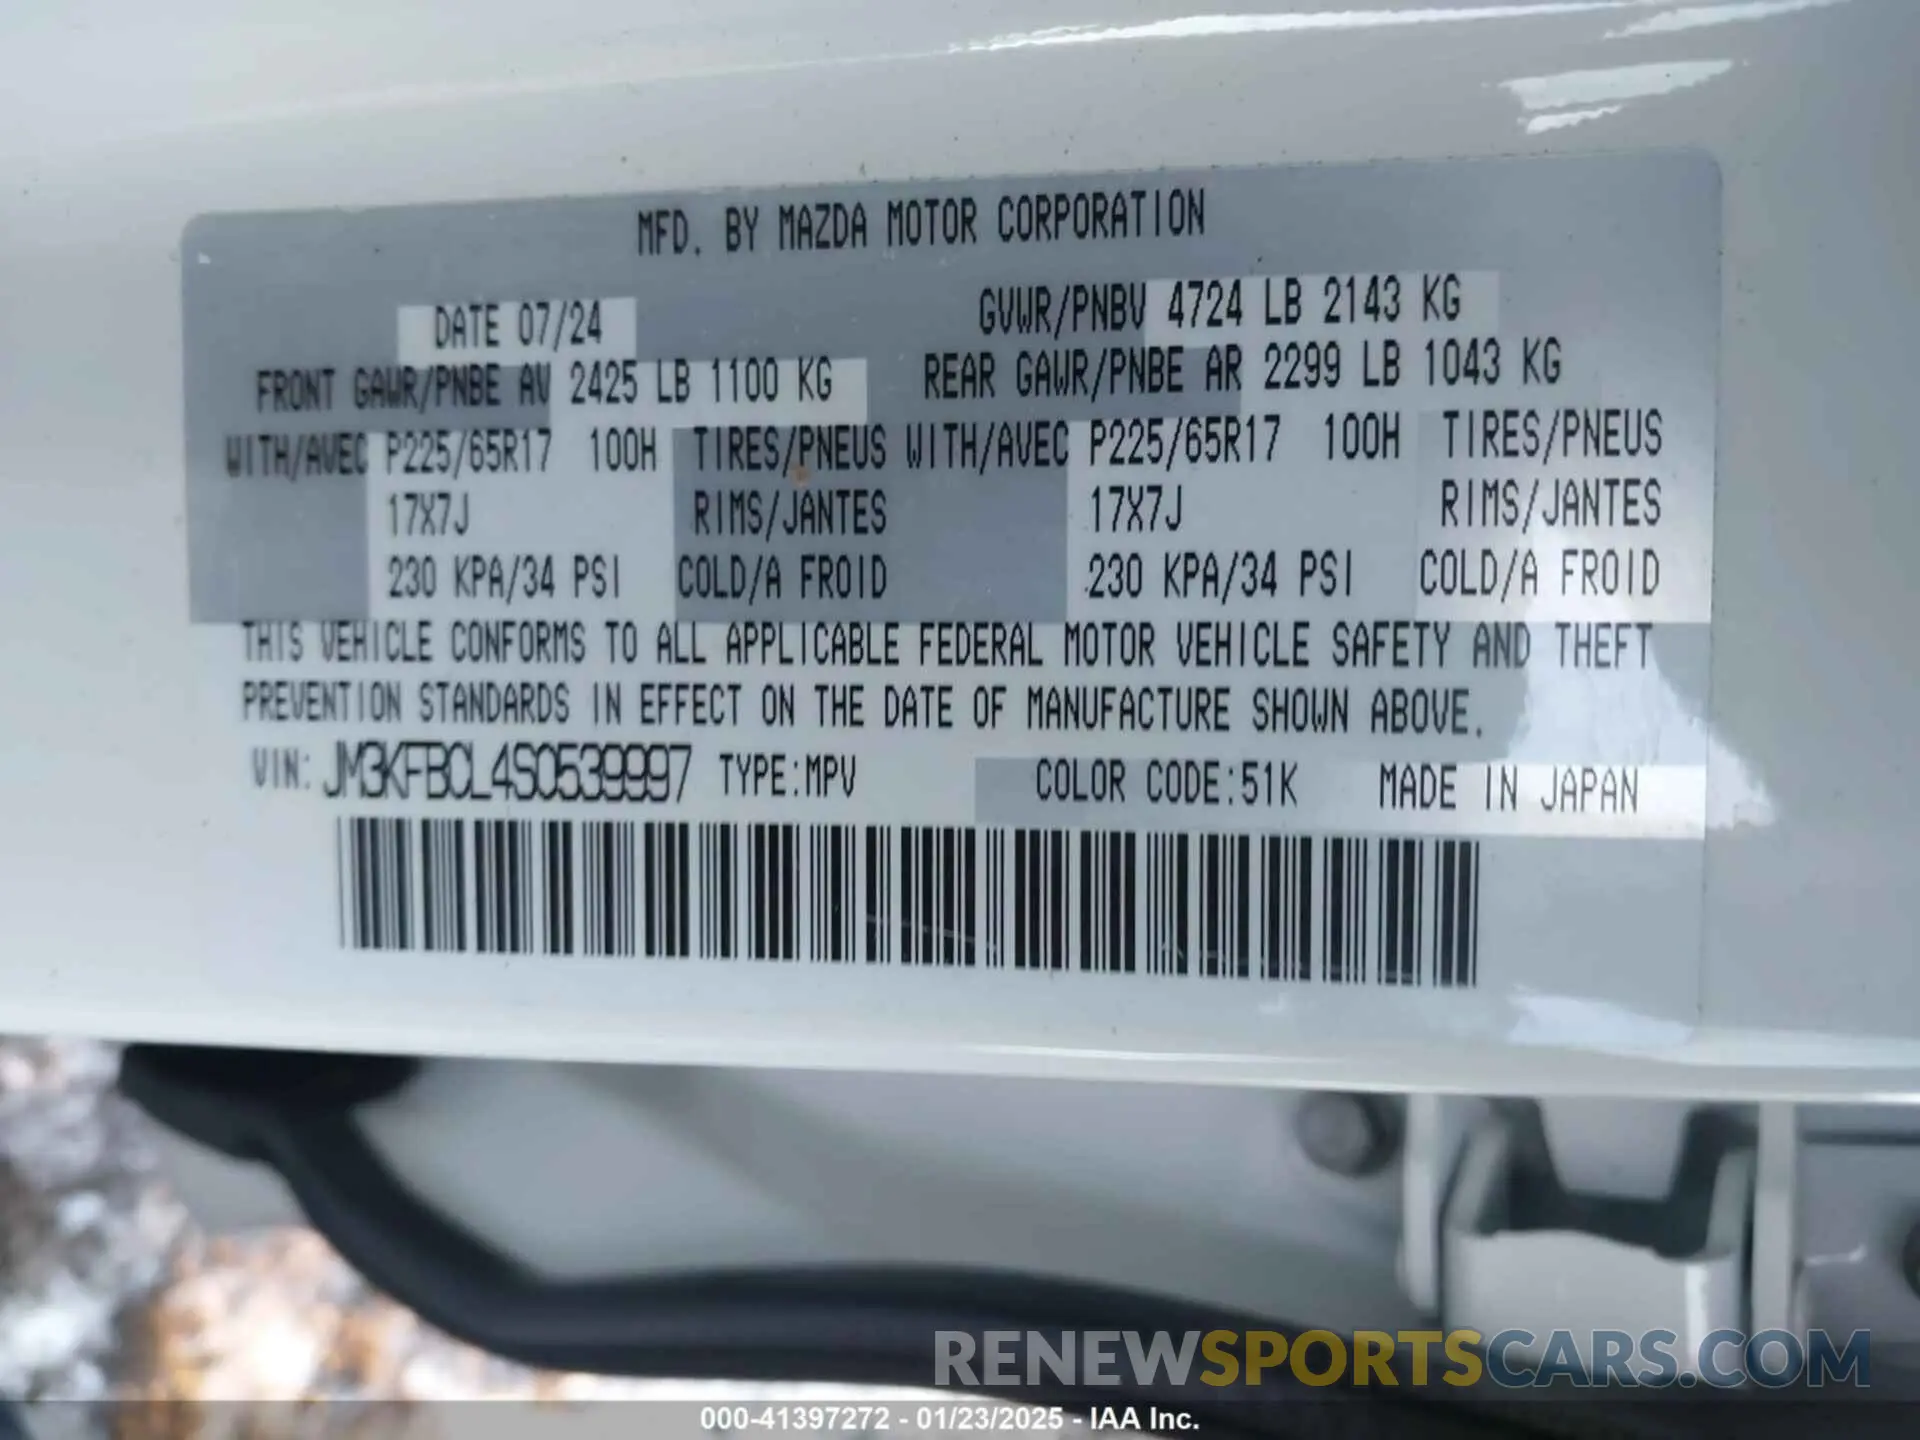 MFD. BY MAZDA MOTOR CORPORATION
DATE 07/24 GVWR/PNBV 4724 LB 2143 KG
FRONT GAWR/PNBE AV 2425 LB 1100 KG REAR GAWR/PNBE AR 2299 LB 1043 KG
WITH/AVEC P225/65R17 100H TIRES/PNEUS WITH/AVEC P225/65R17 100H TIRES/PNEUS
17X7J RIMS/JANTES 17X7J RIMS/JANTES
230 KPA/34 PSI COLD/A FROID 230 KPA/34 PSI COLD/A FROID
THIS VEHICLE CONFORMS TO ALL APPLICABLE FEDERAL MOTOR VEHICLE SAFETY AND THEFT
PREVENTION STANDARDS IN EFFECT ON THE DATE OF MANUFACTURE SHOWN ABOVE.
VIN: JM3KFBCL4S0539997 TYPE:MPV COLOR CODE:51K MADE IN JAPAN
RENEWSPORTSCARS.COM
000-41397272 - 01/23/2025 - IAA Inc.